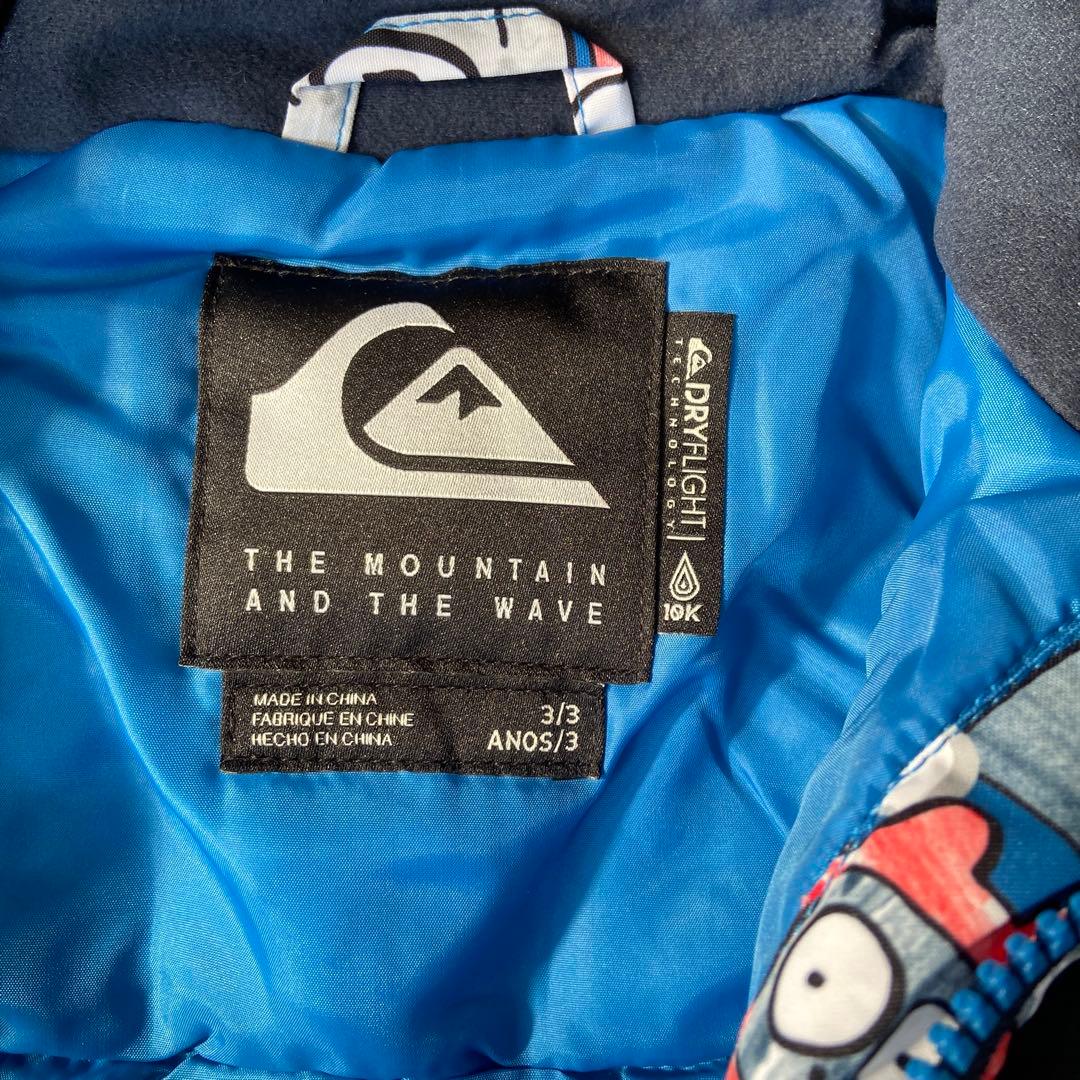 THE MOUNTAIN
AND THE WAVE
DRYFLIGHT
TECHNOLOGY
10K
MADE IN CHINA
FABRIQUE EN CHINE
HECHO EN CHINA
3/3
ANOS/3